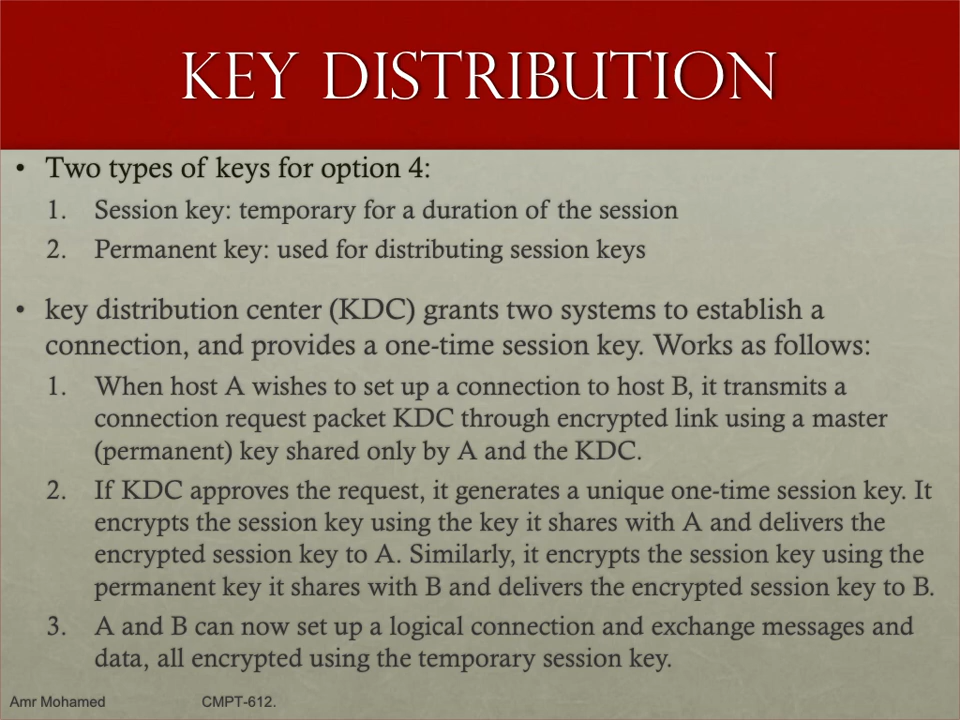 KEY DISTRIBUTION
• Two types of keys for option 4:
1. Session key: temporary for a duration of the session
2. Permanent key: used for distributing session keys
• key distribution center (KDC) grants two systems to establish a
connection, and provides a one-time session key. Works as follows:
1. When host A wishes to set up a connection to host B, it transmits a
connection request packet KDC through encrypted link using a master
(permanent) key shared only by A and the KDC.
2. If KDC approves the request, it generates a unique one-time session key. It
encrypts the session key using the key it shares with A and delivers the
encrypted session key to A. Similarly, it encrypts the session key using the
permanent key it shares with B and delivers the encrypted session key to B.
3. A and B can now set up a logical connection and exchange messages and
data, all encrypted using the temporary session key.
Amr Mohamed CMPT-612.